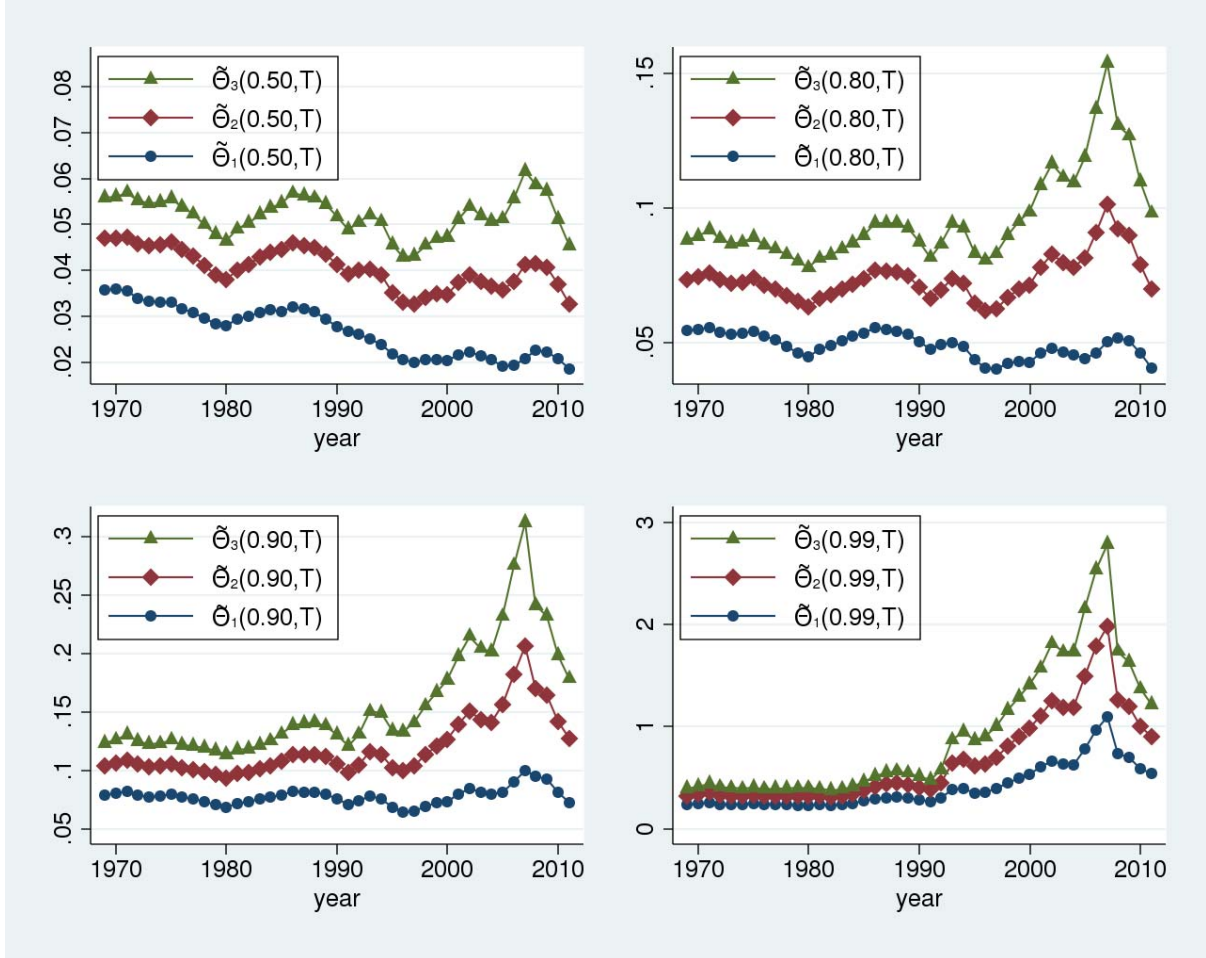 Θ̃₃(0.50,T)
Θ̃₂(0.50,T)
Θ̃₁(0.50,T)
.08
.07
.06
.05
.04
.03
.02
1970 1980 1990 2000 2010
year
Θ̃₃(0.80,T)
Θ̃₂(0.80,T)
Θ̃₁(0.80,T)
.15
.1
.05
1970 1980 1990 2000 2010
year
Θ̃₃(0.90,T)
Θ̃₂(0.90,T)
Θ̃₁(0.90,T)
.3
.25
.2
.15
.1
.05
1970 1980 1990 2000 2010
year
Θ̃₃(0.99,T)
Θ̃₂(0.99,T)
Θ̃₁(0.99,T)
3
2
1
0
1970 1980 1990 2000 2010
year